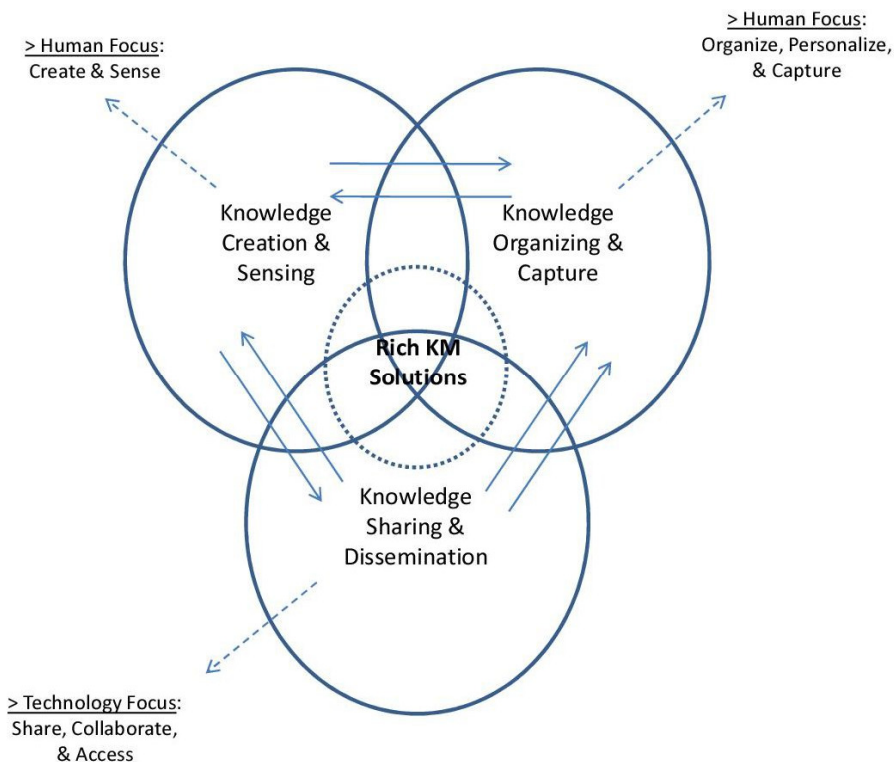 > Human Focus:
Create & Sense
> Human Focus:
Organize, Personalize,
& Capture
Knowledge
Creation &
Sensing
Knowledge
Organizing &
Capture
Rich KM
Solutions
Knowledge
Sharing &
Dissemination
> Technology Focus:
Share, Collaborate,
& Access